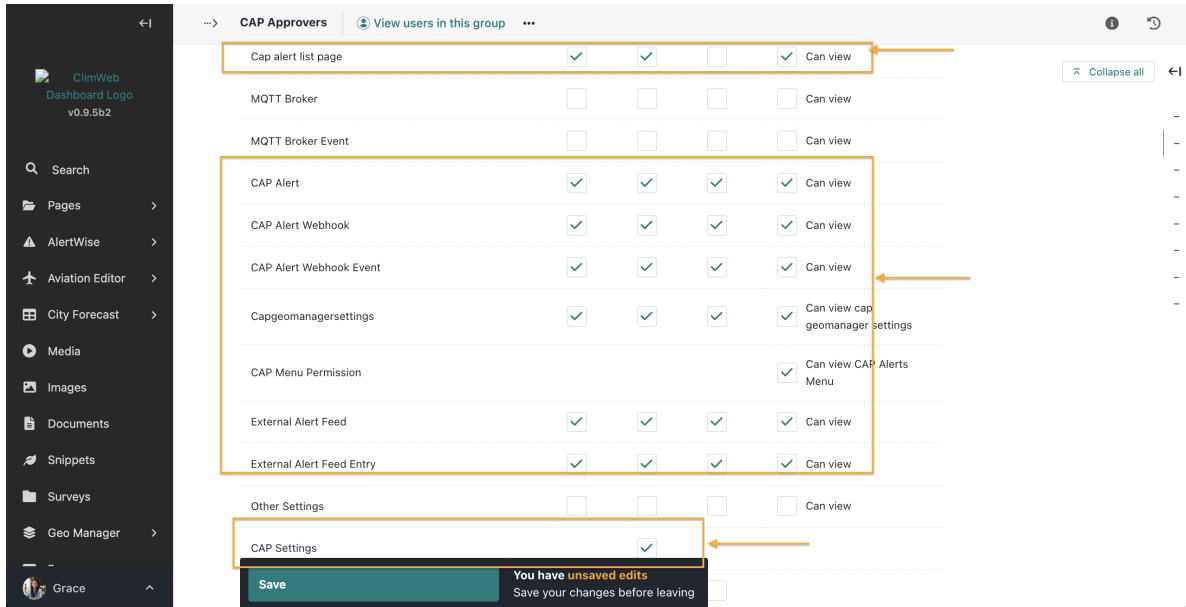 CAP Approvers
View users in this group
ClimWeb
Dashboard Logo
v0.9.5b2
Search
Pages
AlertWise
Aviation Editor
City Forecast
Media
Images
Documents
Snippets
Surveys
Geo Manager
Grace
Collapse all
Cap alert list page Can view
MQTT Broker Can view
MQTT Broker Event Can view
CAP Alert Can view
CAP Alert Webhook Can view
CAP Alert Webhook Event Can view
Capgeomanagersettings Can view cap
geomanager settings
CAP Menu Permission Can view CAP Alerts
Menu
External Alert Feed Can view
External Alert Feed Entry Can view
Other Settings Can view
CAP Settings
Save
You have unsaved edits
Save your changes before leaving